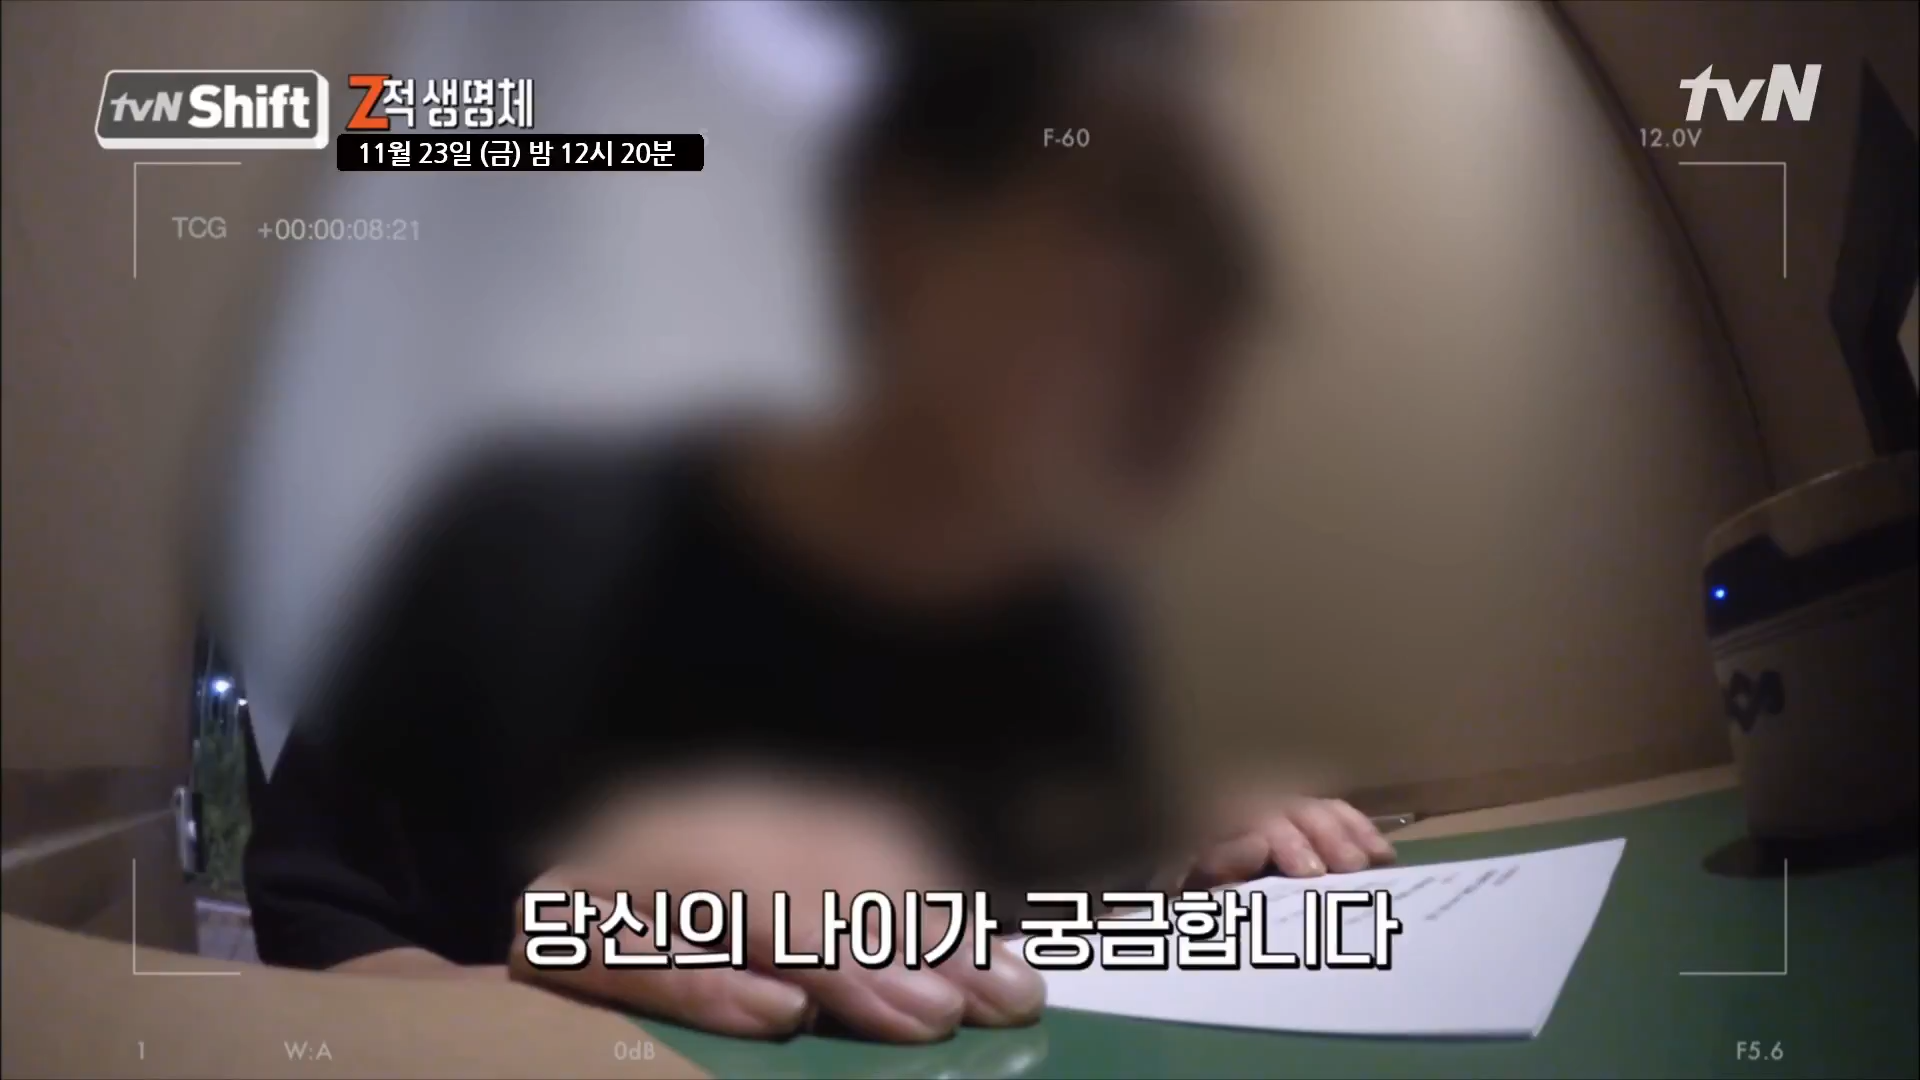 tvN Shift
Z적 생명체
tvN
11월 23일 (금) 밤 12시 20분
F-60
12.0V
TCG +00:00:08:21
당신의 나이가 궁금합니다
1
W:A
0dB
F5.6